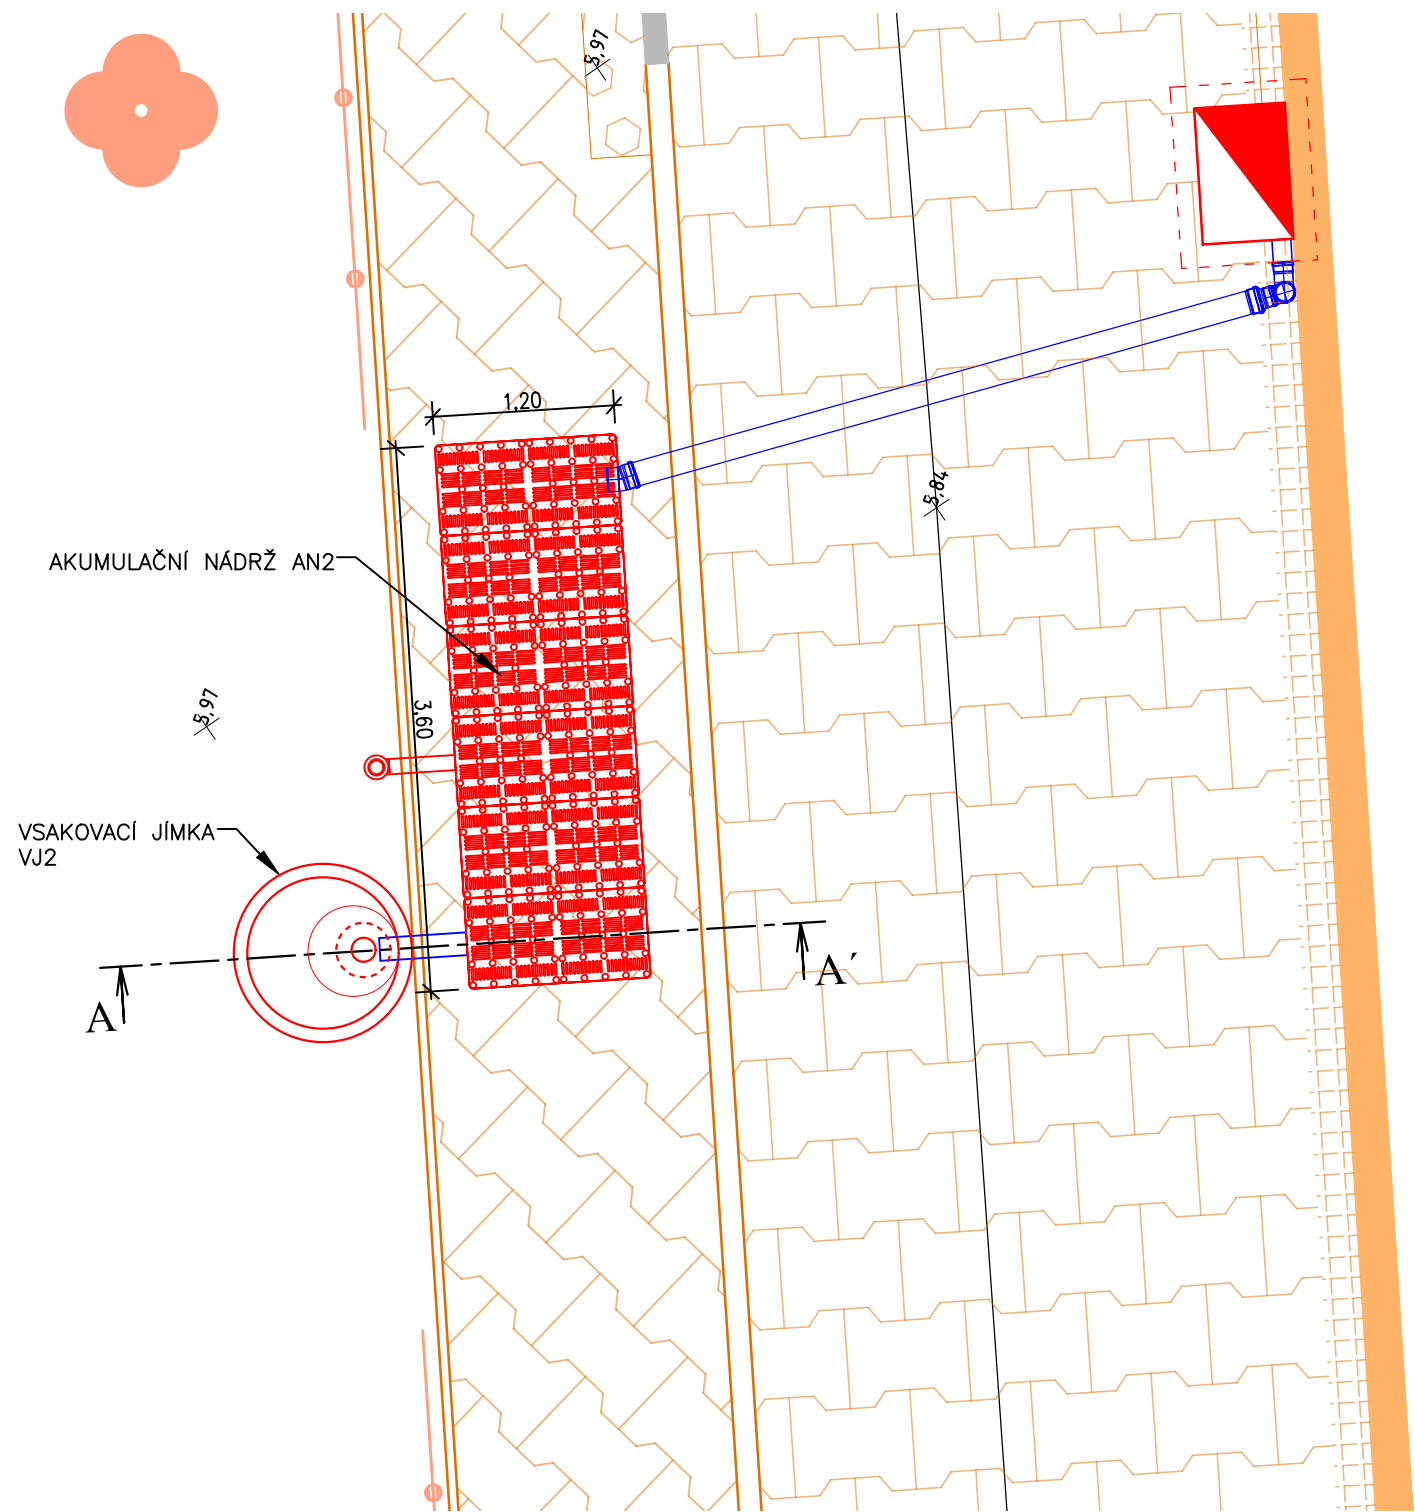 5,97
1,20
5,84
AKUMULAČNÍ NÁDRŽ AN2
5,97
3,60
VSAKOVACÍ JÍMKA
VJ2
A A´